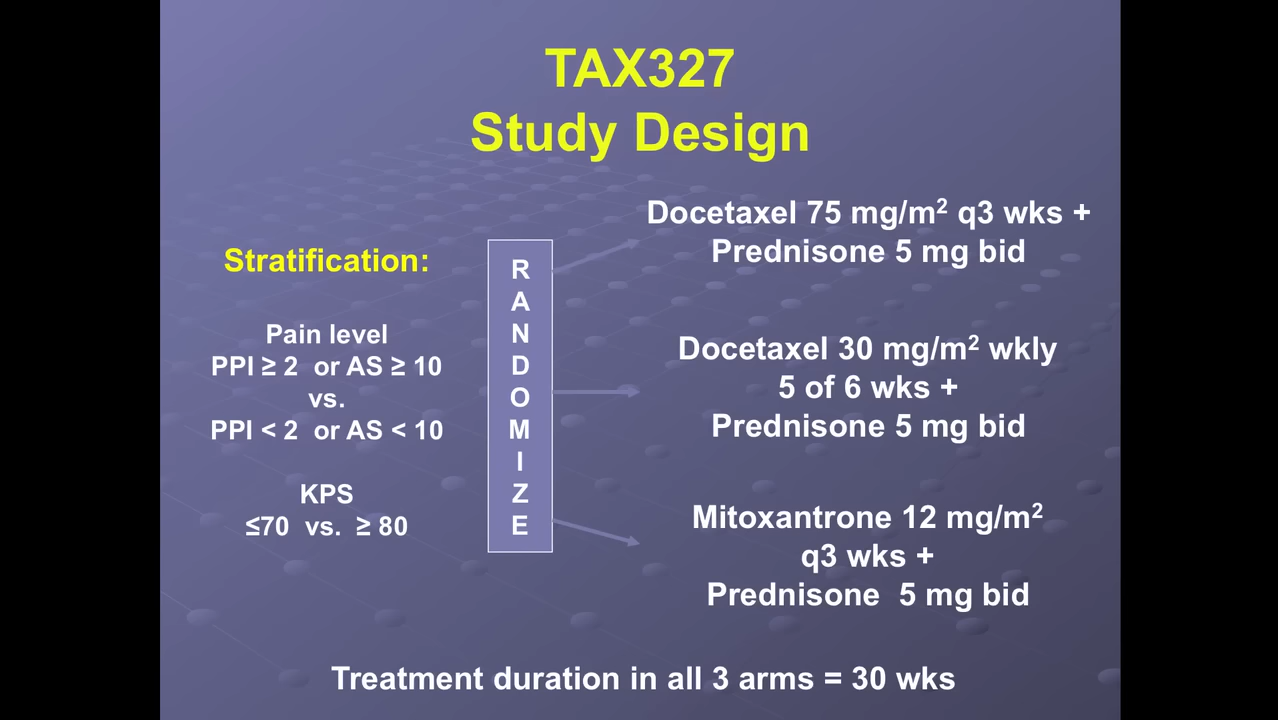 TAX327
Study Design
Stratification:
Pain level
PPI ≥ 2 or AS ≥ 10
vs.
PPI < 2 or AS < 10
KPS
≤70 vs. ≥ 80
R
A
N
D
O
M
I
Z
E
Docetaxel 75 mg/m² q3 wks +
Prednisone 5 mg bid
Docetaxel 30 mg/m² wkly
5 of 6 wks +
Prednisone 5 mg bid
Mitoxantrone 12 mg/m²
q3 wks +
Prednisone 5 mg bid
Treatment duration in all 3 arms = 30 wks